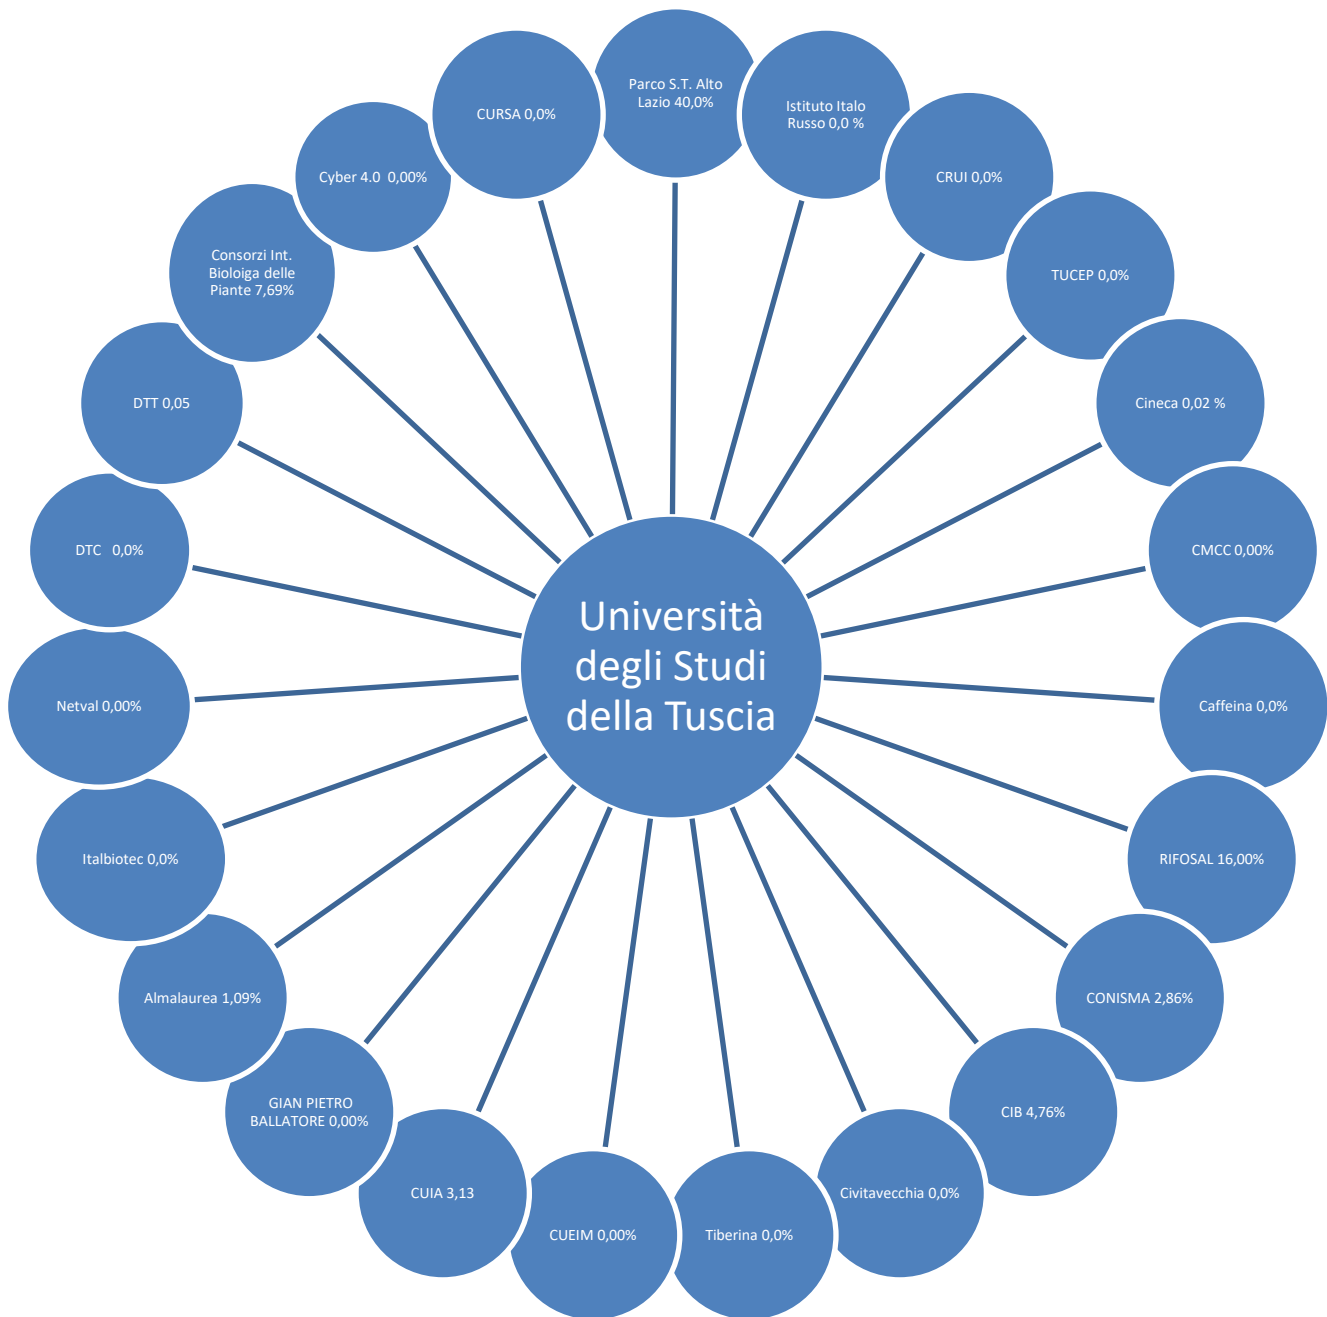 Parco S.T. Alto
Lazio 40,0%
Istituto Italo
Russo 0,0 %
CRUI 0,0%
TUCEP 0,0%
Cineca 0,02 %
CMCC 0,00%
Caffeina 0,0%
RIFOSAL 16,00%
CONISMA 2,86%
CIB 4,76%
Civitavecchia 0,0%
Tiberina 0,0%
CUEIM 0,00%
CUIA 3,13
GIAN PIETRO
BALLATORE 0,00%
Almalaurea 1,09%
Italbiotec 0,0%
Netval 0,00%
DTC 0,0%
DTT 0,05
Consorzi Int.
Bioloiga delle
Piante 7,69%
Cyber 4.0 0,00%
CURSA 0,0%
Università
degli Studi
della Tuscia